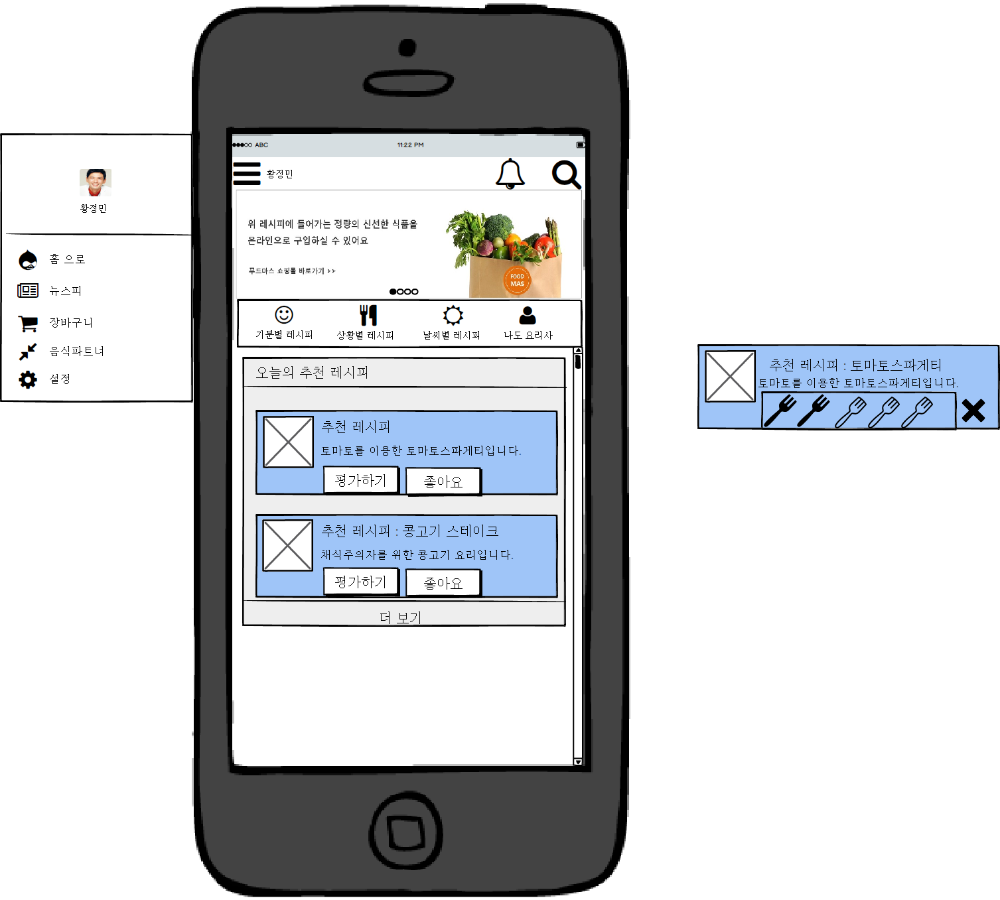 황정민
홈 으로
뉴스피
장바구니
음식파트너
설정
ABC
11:22 PM
황정민
위 레시피에 들어가는 정량의 신선한 식품을
온라인으로 구입하실 수 있어요
푸드마스 쇼핑몰 바로가기 >>
FOOD
MAS
기분별 레시피
상황별 레시피
날씨별 레시피
나도 요리사
오늘의 추천 레시피
추천 레시피
토마토를 이용한 토마토스파게티입니다.
평가하기
좋아요
추천 레시피 : 콩고기 스테이크
채식주의자를 위한 콩고기 요리입니다.
평가하기
좋아요
더 보기
추천 레시피 : 토마토스파게티
토마토를 이용한 토마토스파게티입니다.